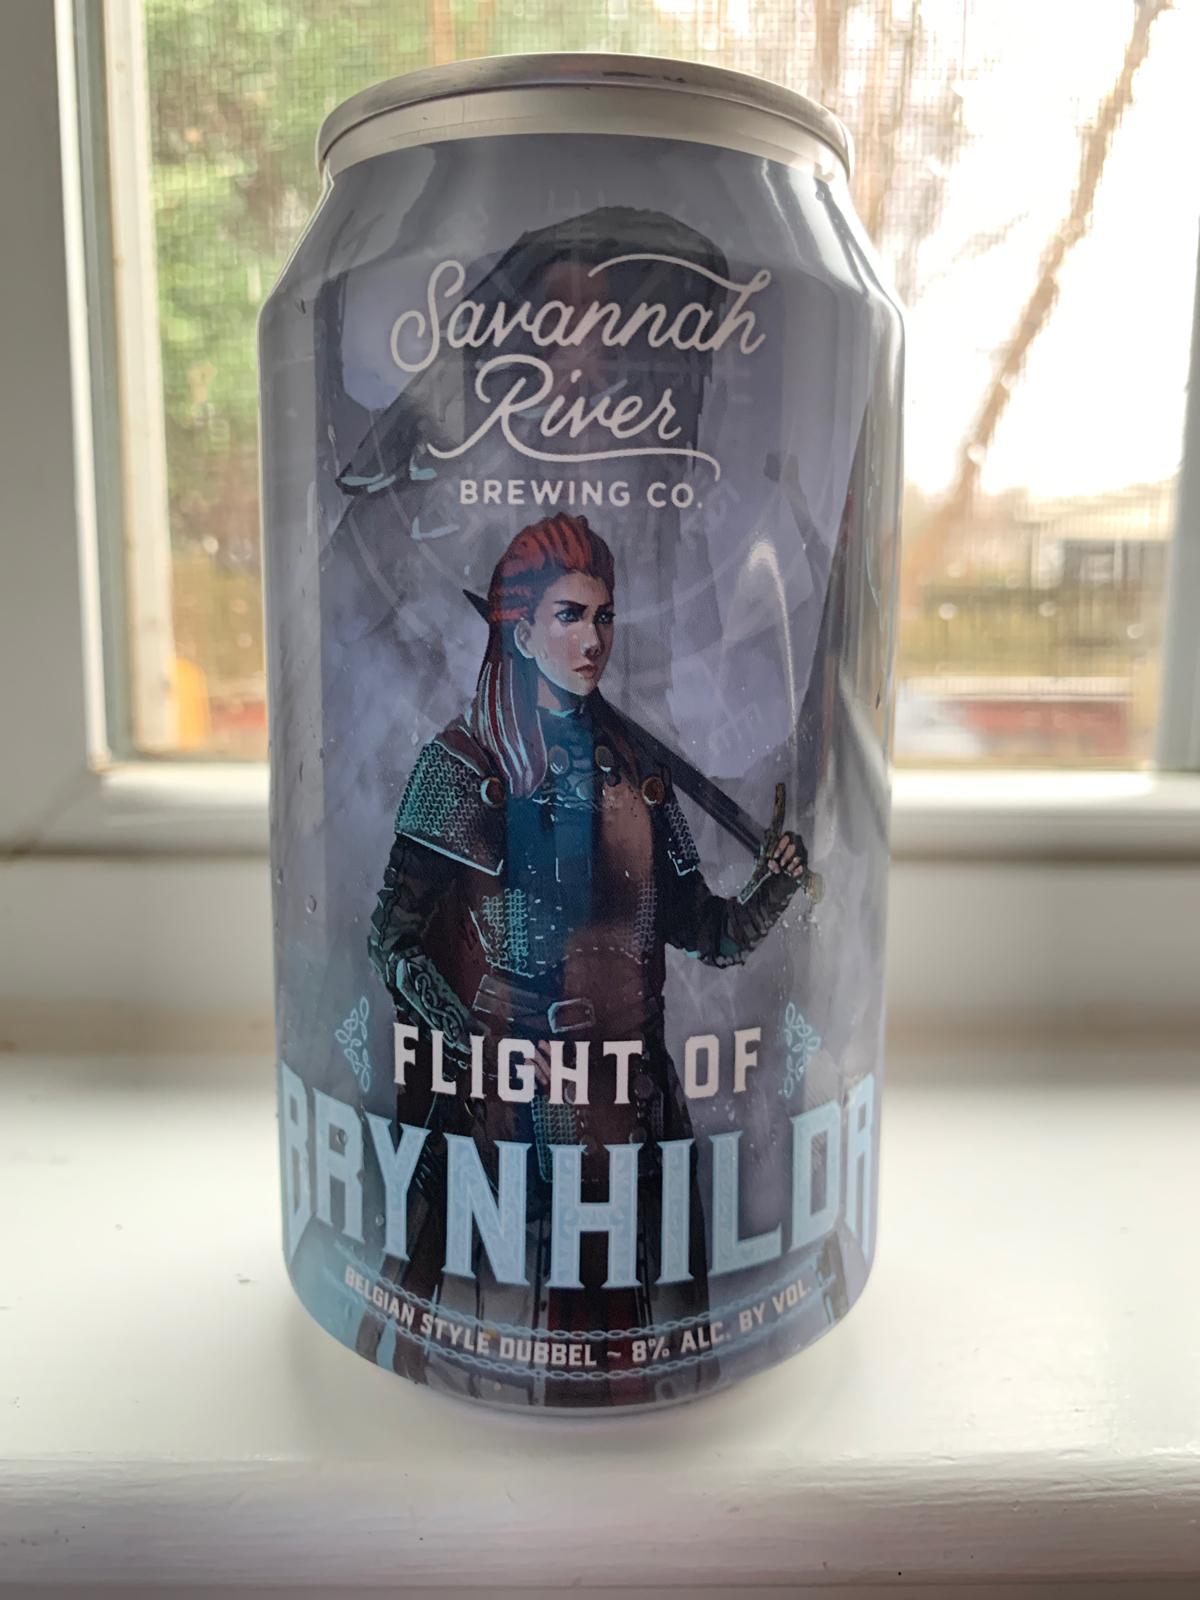 Savannah
River
BREWING CO.
FLIGHT OF
BRYNHILDR
BELGIAN STYLE DUBBEL ~ 8% ALC. BY VOL.